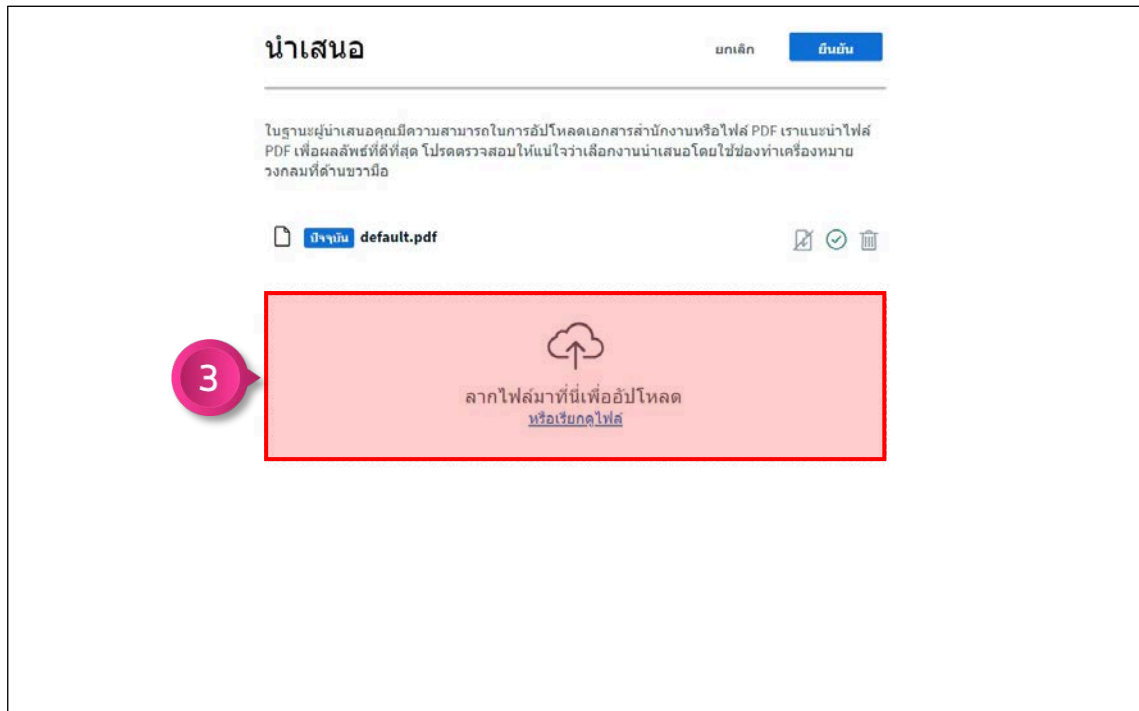 นำเสนอ
ยกเลิก
ยืนยัน
ในฐานะผู้นำเสนอคุณมีความสามารถในการอัปโหลดเอกสารสำนักงานหรือไฟล์ PDF เราแนะนำไฟล์
PDF เพื่อผลลัพธ์ที่ดีที่สุด โปรดตรวจสอบให้แน่ใจว่าเลือกงานนำเสนอโดยใช้ช่องทำเครื่องหมาย
วงกลมที่ด้านขวามือ
ปัจจุบัน default.pdf
3
ลากไฟล์มาที่นี่เพื่ออัปโหลด
หรือเรียกดูไฟล์